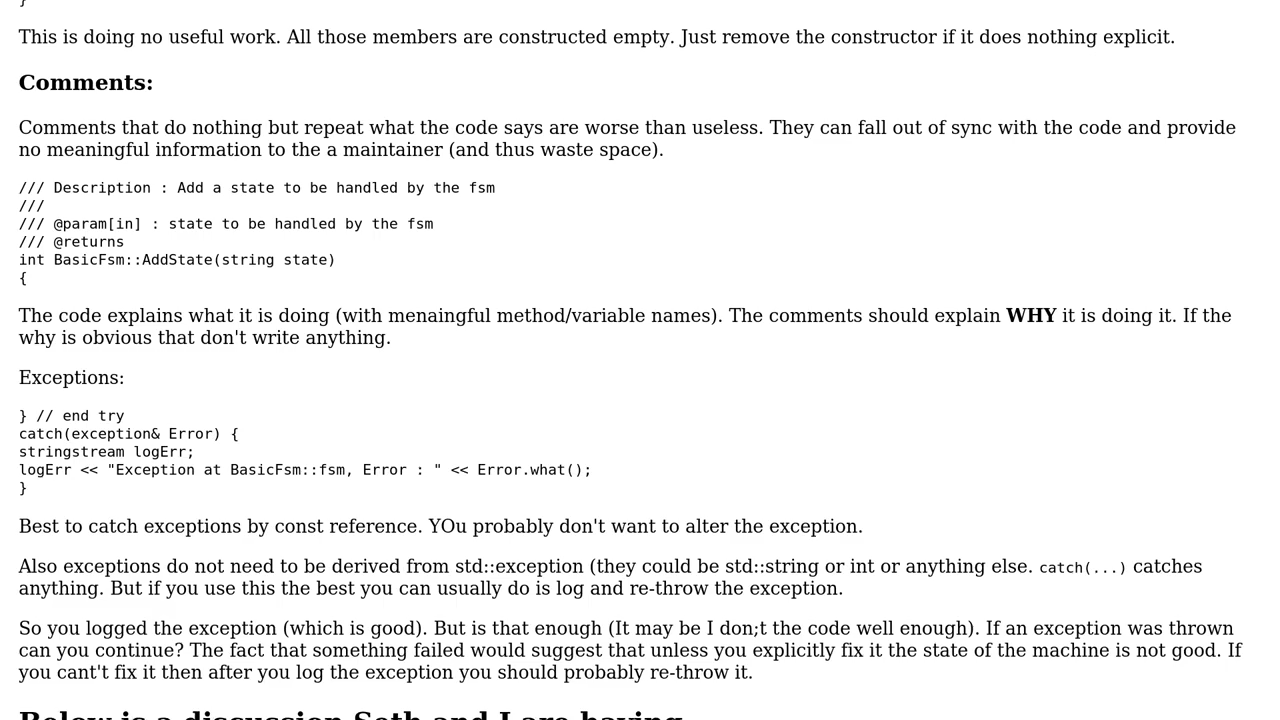 }
This is doing no useful work. All those members are constructed empty. Just remove the constructor if it does nothing explicit.
Comments:
Comments that do nothing but repeat what the code says are worse than useless. They can fall out of sync with the code and provide
no meaningful information to the a maintainer (and thus waste space).
/// Description : Add a state to be handled by the fsm
///
/// @param[in] : state to be handled by the fsm
/// @returns
int BasicFsm::AddState(string state)
{
The code explains what it is doing (with menaingful method/variable names). The comments should explain WHY it is doing it. If the
why is obvious that don't write anything.
Exceptions:
} // end try
catch(exception& Error) {
stringstream logErr;
logErr << "Exception at BasicFsm::fsm, Error : " << Error.what();
}
Best to catch exceptions by const reference. YOu probably don't want to alter the exception.
Also exceptions do not need to be derived from std::exception (they could be std::string or int or anything else. catch(...) catches
anything. But if you use this the best you can usually do is log and re-throw the exception.
So you logged the exception (which is good). But is that enough (It may be I don;t the code well enough). If an exception was thrown
can you continue? The fact that something failed would suggest that unless you explicitly fix it the state of the machine is not good. If
you cant't fix it then after you log the exception you should probably re-throw it.
Below is a discussion Seth and I are having